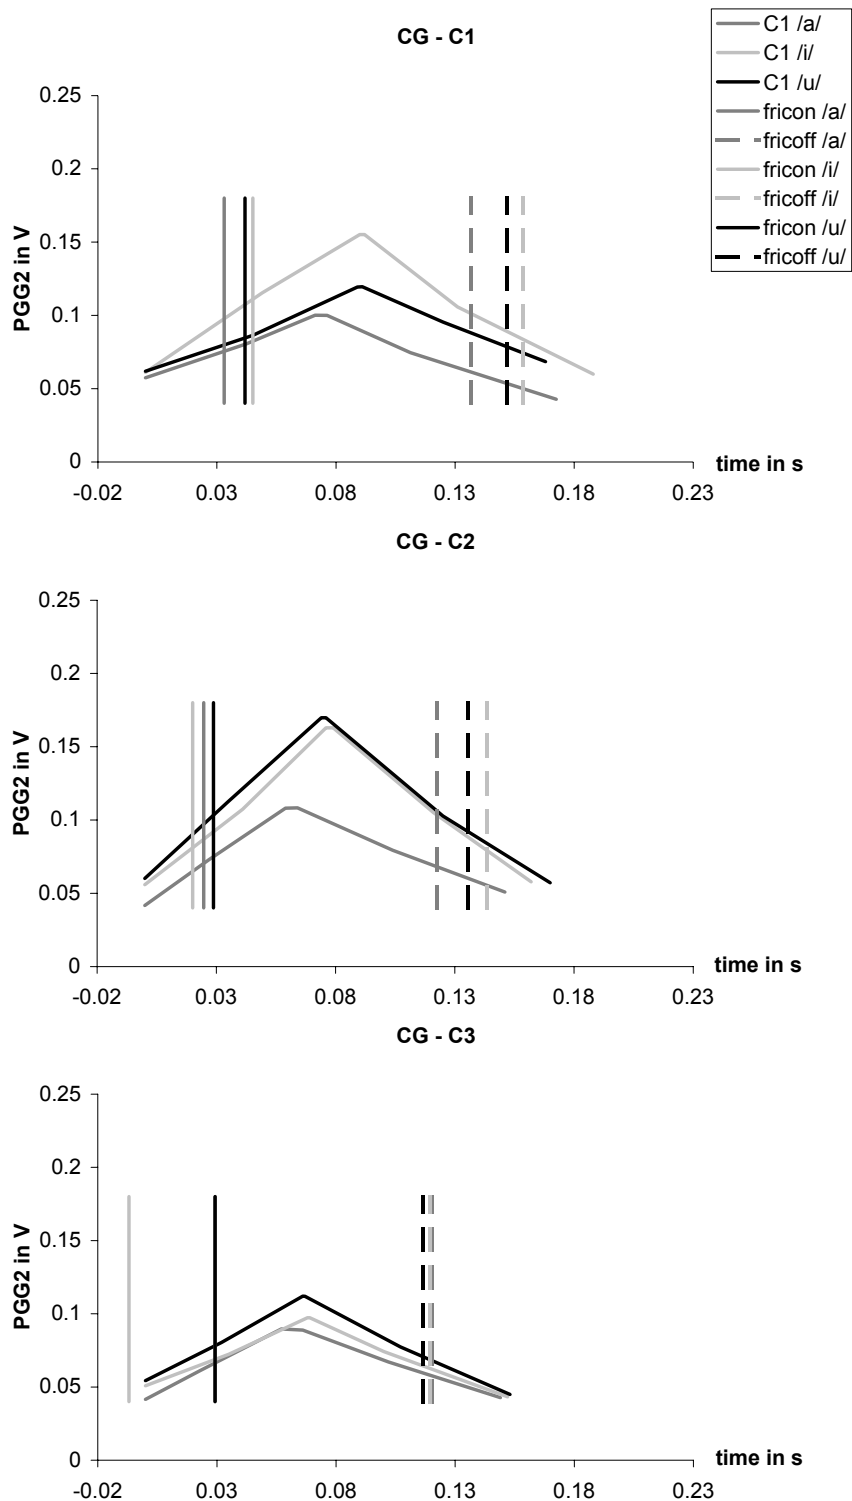 CG - C1
C1 /a/
C1 /i/
C1 /u/
fricon /a/
fricoff /a/
fricon /i/
fricoff /i/
fricon /u/
fricoff /u/
PGG2 in V
0.25
0.2
0.15
0.1
0.05
0
time in s
-0.02 0.03 0.08 0.13 0.18 0.23
CG - C2
PGG2 in V
0.25
0.2
0.15
0.1
0.05
0
time in s
-0.02 0.03 0.08 0.13 0.18 0.23
CG - C3
PGG2 in V
0.25
0.2
0.15
0.1
0.05
0
time in s
-0.02 0.03 0.08 0.13 0.18 0.23